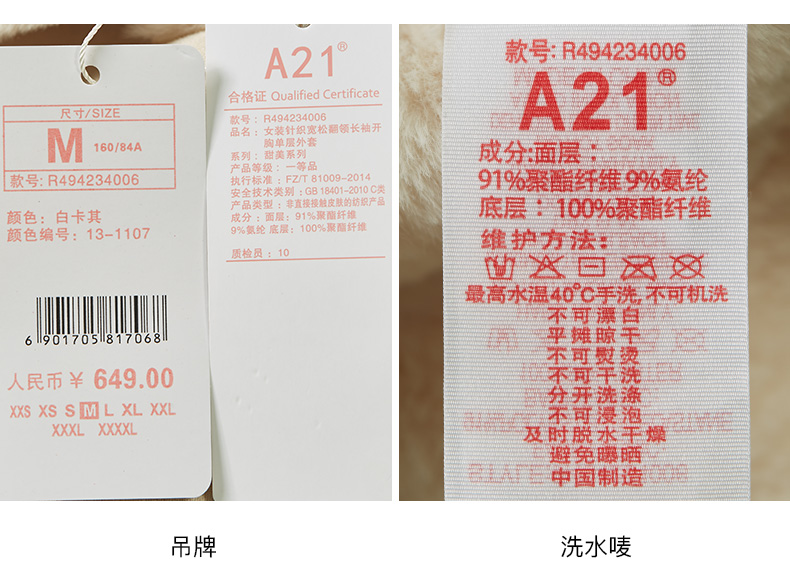 尺寸/SIZE
M 160/84A
款号: R494234006
颜色: 白卡其
颜色编号: 13-1107
6 901705 817068
人民币 ¥ 649.00
XXS XS S M L XL XXL
XXXL XXXXL
A21®
合格证 Qualified Certificate
款号: R494234006
品名: 女装针织宽松翻领长袖开
胸单层外套
系列: 甜美系列
产品等级: 一等品
执行标准: FZ/T 81009-2014
安全技术类别: GB 18401-2010 C类
产品类型: 非直接接触皮肤的纺织产品
成分: 面层: 91%聚酯纤维
9%氨纶 底层: 100%聚酯纤维
质检员: 10
款号: R494234006
A21®
成分:面层:
91%聚酯纤维 9%氨纶
底层: 100%聚酯纤维
维护方法:
最高水温40°C手洗,不可机洗
不可漂白
平摊晾干
不可熨烫
不可干洗
分开洗涤
不可浸泡
及时脱水干燥
避免曝晒
中国制造
吊牌
洗水唛